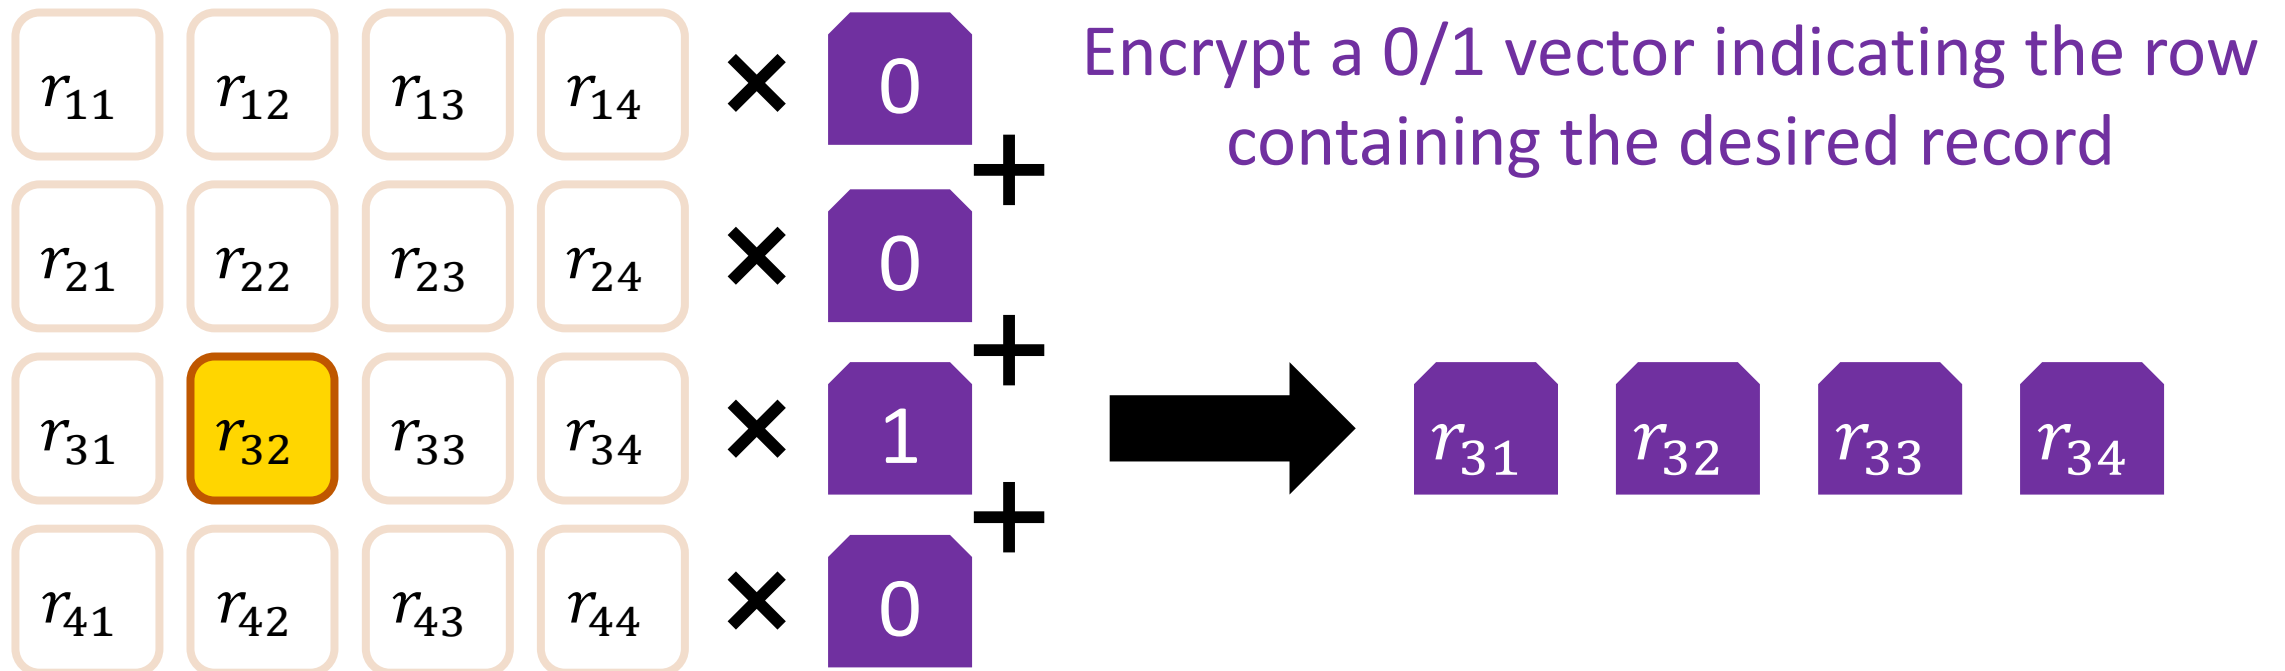 r₁₁ r₁₂ r₁₃ r₁₄ × 0
Encrypt a 0/1 vector indicating the row
containing the desired record
+
r₂₁ r₂₂ r₂₃ r₂₄ × 0
+
r₃₁ r₃₂ r₃₃ r₃₄ × 1
r₃₁ r₃₂ r₃₃ r₃₄
+
r₄₁ r₄₂ r₄₃ r₄₄ × 0